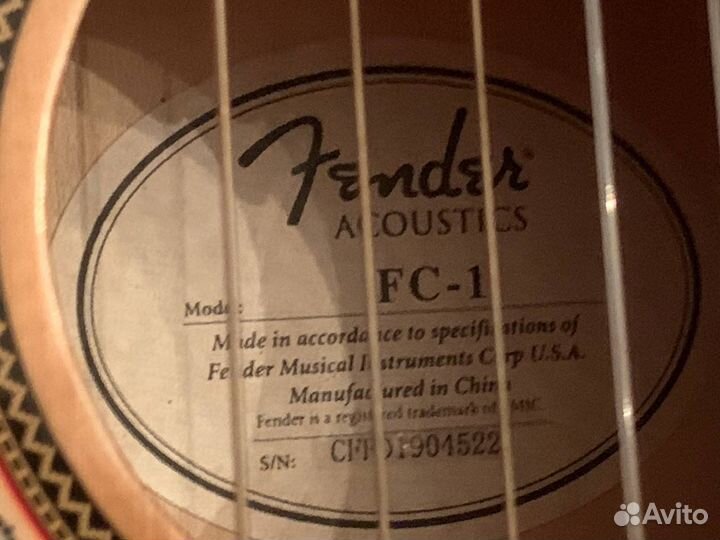 Fender®
ACOUSTICS
FC-1
Model:
Made in accordance to specifications of
Fender Musical Instruments Corp U.S.A.
Manufactured in China
Fender is a registered trademark of FMIC
S/N:
Avito